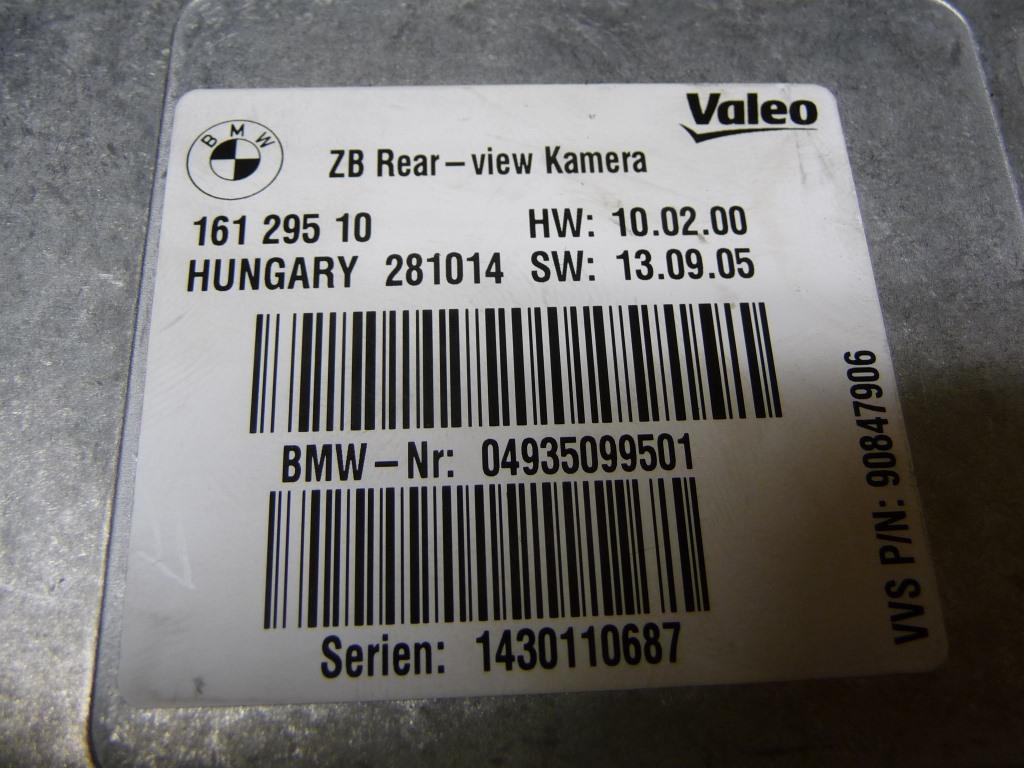 BMW
Valeo
ZB Rear-view Kamera
161 295 10 HW: 10.02.00
HUNGARY 281014 SW: 13.09.05
BMW-Nr: 04935099501
Serien: 1430110687
VVS P/N: 90847906